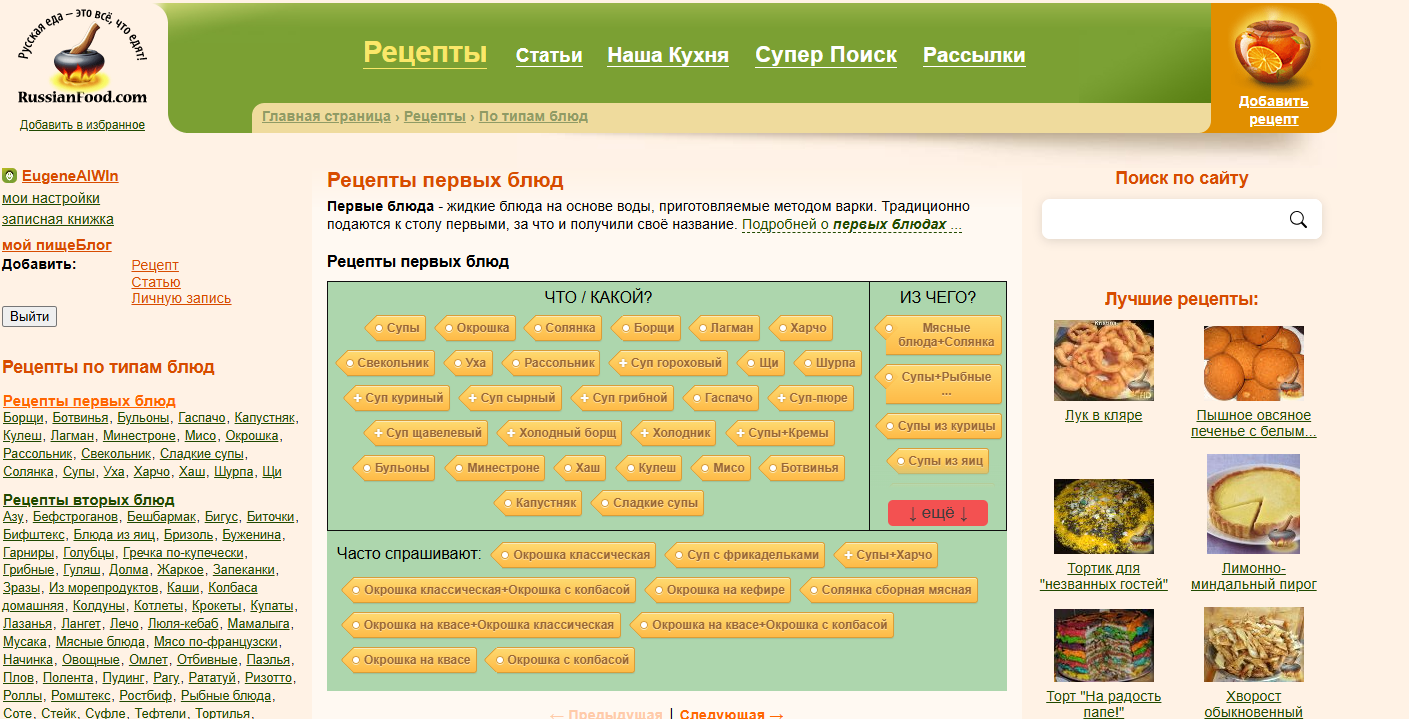 Русская еда – это всё, что едят!
RussianFood.com
Добавить в избранное
Рецепты Статьи Наша Кухня Супер Поиск Рассылки
Добавить
рецепт
Главная страница › Рецепты › По типам блюд
EugeneAIWIn
мои настройки
записная книжка
мой пищеБлог
Добавить: Рецепт
Статью
Личную запись
Выйти
Рецепты по типам блюд
Рецепты первых блюд
Борщи, Ботвинья, Бульоны, Гаспачо, Капустняк,
Кулеш, Лагман, Минестроне, Мисо, Окрошка,
Рассольник, Свекольник, Сладкие супы,
Солянка, Супы, Уха, Харчо, Хаш, Шурпа, Щи
Рецепты вторых блюд
Азу, Бефстроганов, Бешбармак, Бигус, Биточки,
Бифштекс, Блюда из яиц, Бризоль, Буженина,
Гарниры, Голубцы, Гречка по-купечески,
Грибные, Гуляш, Долма, Жаркое, Запеканки,
Зразы, Из морепродуктов, Каши, Колбаса
домашняя, Колдуны, Котлеты, Крокеты, Купаты,
Лазанья, Лангет, Лечо, Люля-кебаб, Мамалыга,
Мусака, Мясные блюда, Мясо по-французски,
Начинка, Овощные, Омлет, Отбивные, Паэлья,
Плов, Полента, Пудинг, Рагу, Рататуй, Ризотто,
Роллы, Ромштекс, Ростбиф, Рыбные блюда,
Соте, Стейк, Суфле, Тефтели, Тортилья,
Рецепты первых блюд
Первые блюда - жидкие блюда на основе воды, приготовляемые методом варки. Традиционно
подаются к столу первыми, за что и получили своё название. Подробней о первых блюдах ...
Рецепты первых блюд
ЧТО / КАКОЙ?
Супы Окрошка Солянка Борщи Лагман Харчо
Свекольник Уха Рассольник + Суп гороховый Щи Шурпа
+ Суп куриный + Суп сырный + Суп грибной Гаспачо + Суп-пюре
+ Суп щавелевый + Холодный борщ + Холодник + Супы+Кремы
Бульоны Минестроне Хаш Кулеш Мисо Ботвинья
Капустняк Сладкие супы
ИЗ ЧЕГО?
Мясные
блюда+Солянка
Супы+Рыбные
...
Супы из курицы
Супы из яиц
↓ ещё ↓
Часто спрашивают: Окрошка классическая Суп с фрикадельками + Супы+Харчо
Окрошка классическая+Окрошка с колбасой Окрошка на кефире Солянка сборная мясная
Окрошка на квасе+Окрошка классическая Окрошка на квасе+Окрошка с колбасой
Окрошка на квасе Окрошка с колбасой
← Предыдущая | Следующая →
Поиск по сайту
Лучшие рецепты:
Лук в кляре
Пышное овсяное
печенье с белым...
Тортик для
"незванных гостей"
Лимонно-
миндальный пирог
Торт "На радость
папе!"
Хворост
обыкновенный